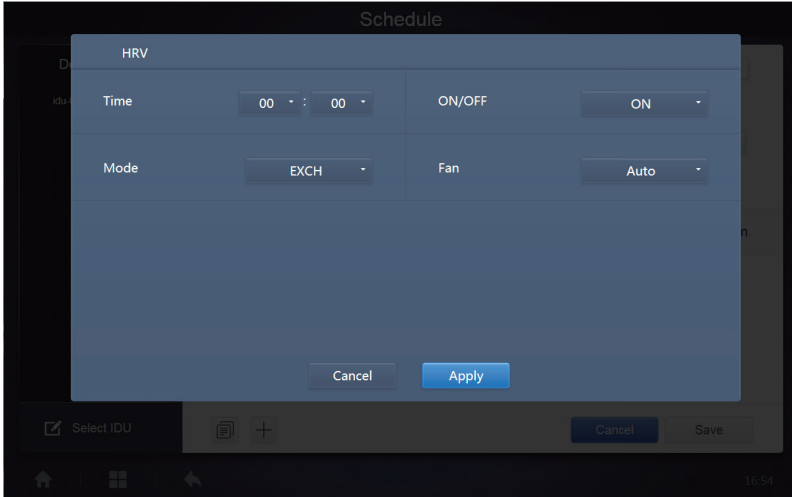 Schedule
HRV
Time 00 : 00 ON/OFF ON
Mode EXCH Fan Auto
Cancel Apply
Select IDU Cancel Save
16:54